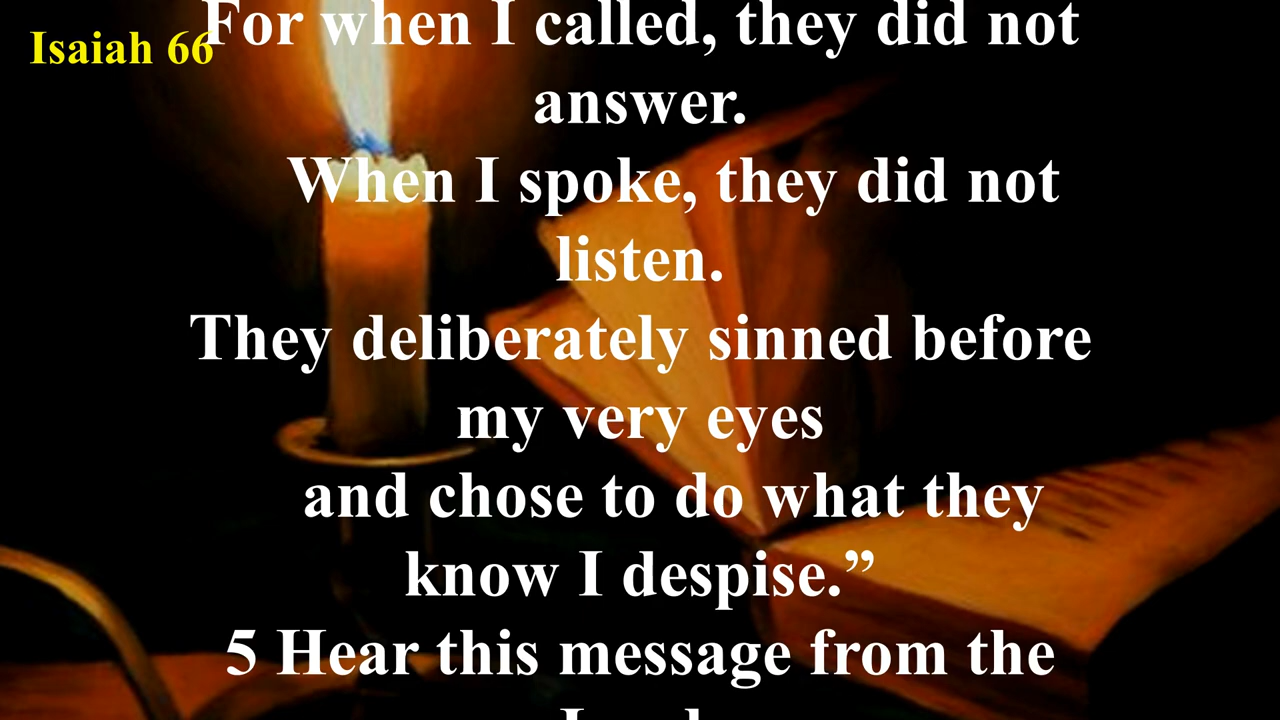 Isaiah 66
For when I called, they did not
answer.
When I spoke, they did not
listen.
They deliberately sinned before
my very eyes
and chose to do what they
know I despise.”
5 Hear this message from the